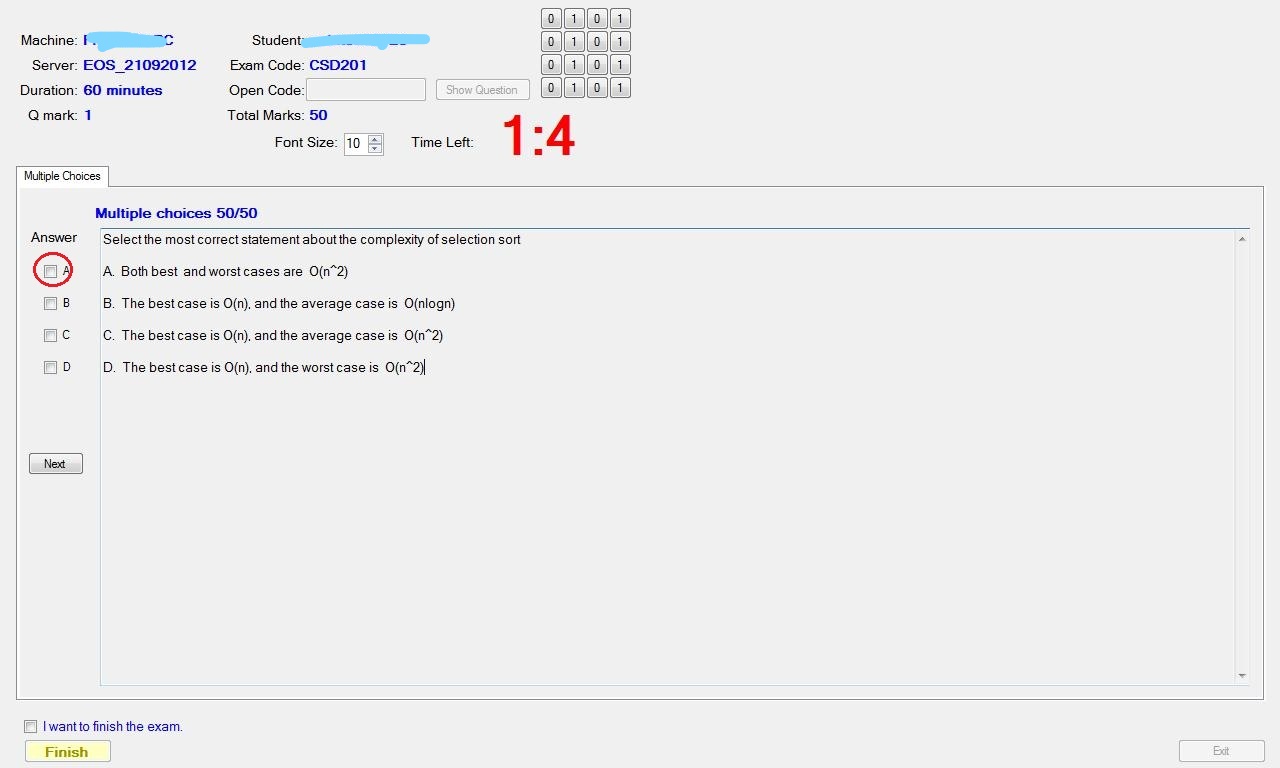 0 1 0 1
Machine: Student:
0 1 0 1
Server: EOS_21092012 Exam Code: CSD201
0 1 0 1
Duration: 60 minutes Open Code: Show Question
0 1 0 1
Q mark: 1 Total Marks: 50
Font Size: 10 Time Left: 1:4
Multiple Choices
Multiple choices 50/50
Answer
Select the most correct statement about the complexity of selection sort
A A. Both best and worst cases are O(n^2)
B B. The best case is O(n), and the average case is O(nlogn)
C C. The best case is O(n), and the average case is O(n^2)
D D. The best case is O(n), and the worst case is O(n^2)
Next
I want to finish the exam.
Finish Exit